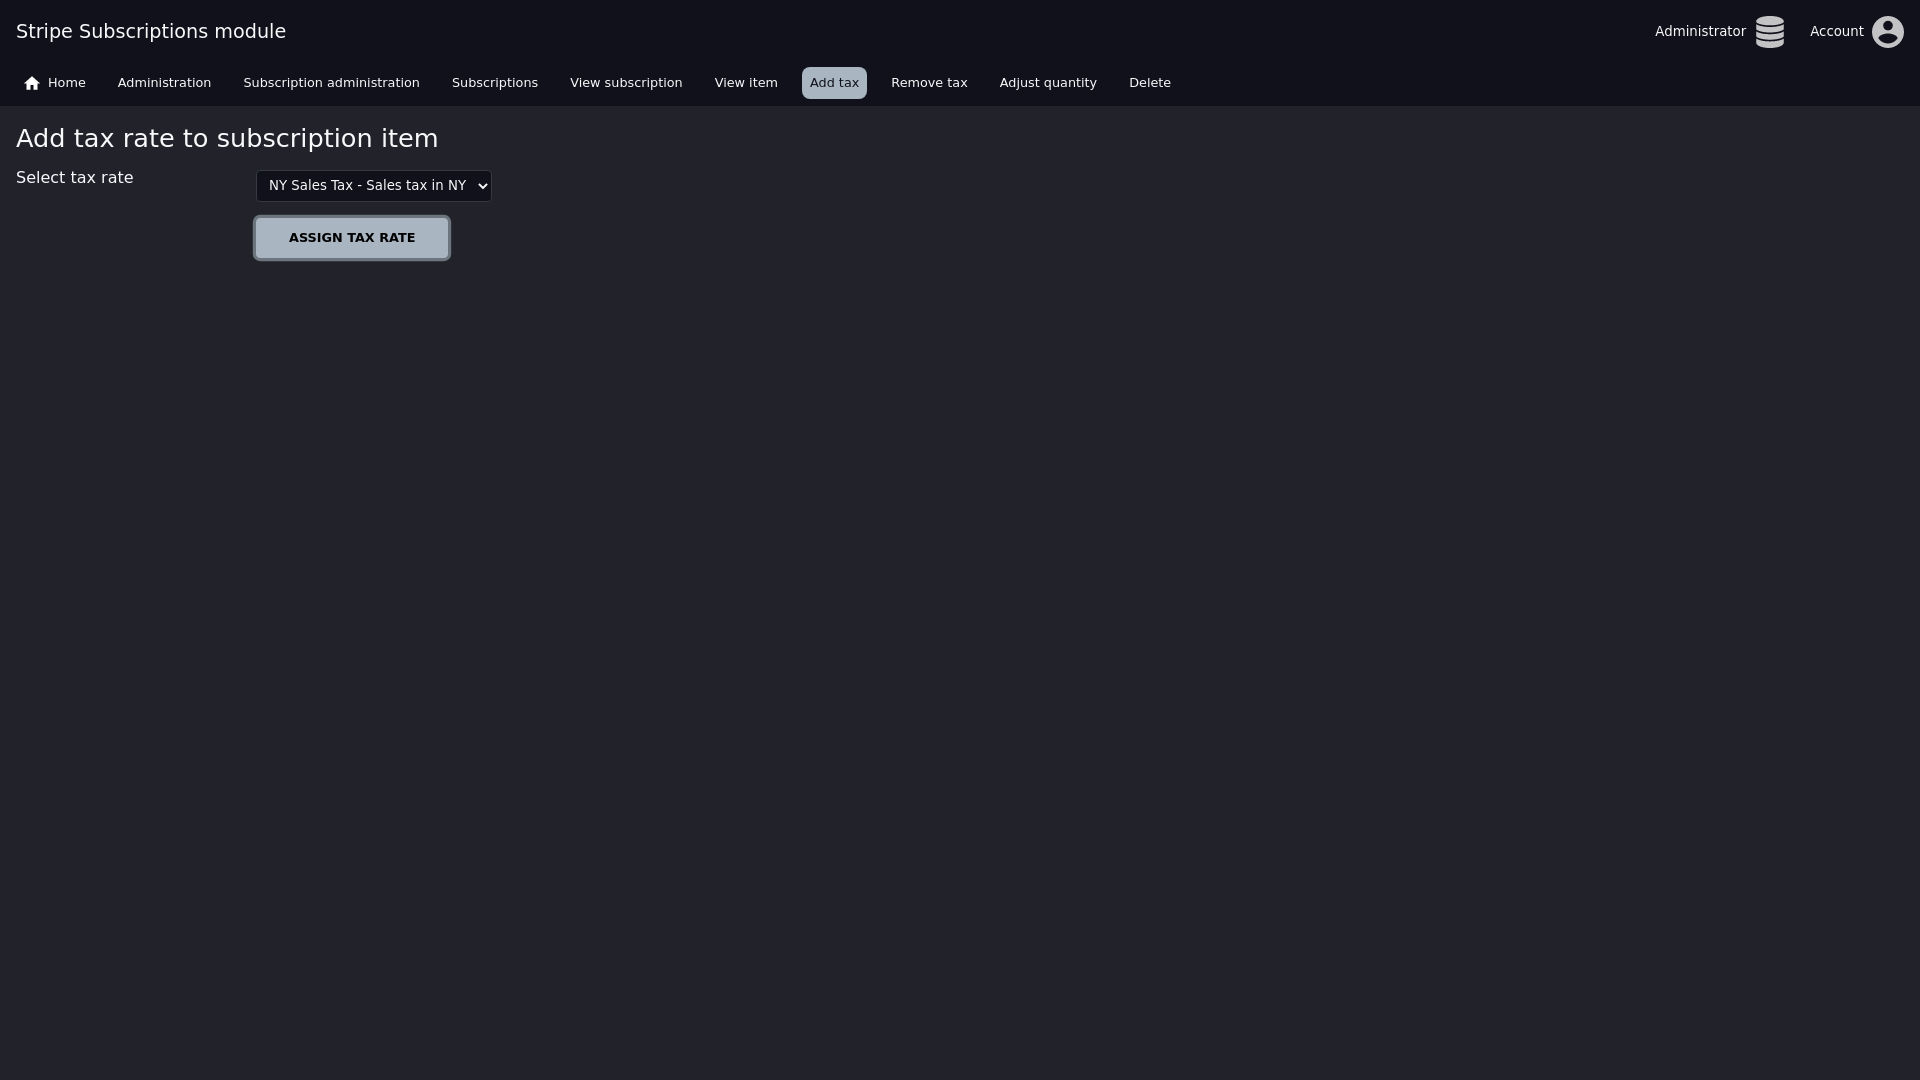 Stripe Subscriptions module
Administrator
Account
Home
Administration
Subscription administration
Subscriptions
View subscription
View item
Add tax
Remove tax
Adjust quantity
Delete
Add tax rate to subscription item
Select tax rate
NY Sales Tax - Sales tax in NY
ASSIGN TAX RATE